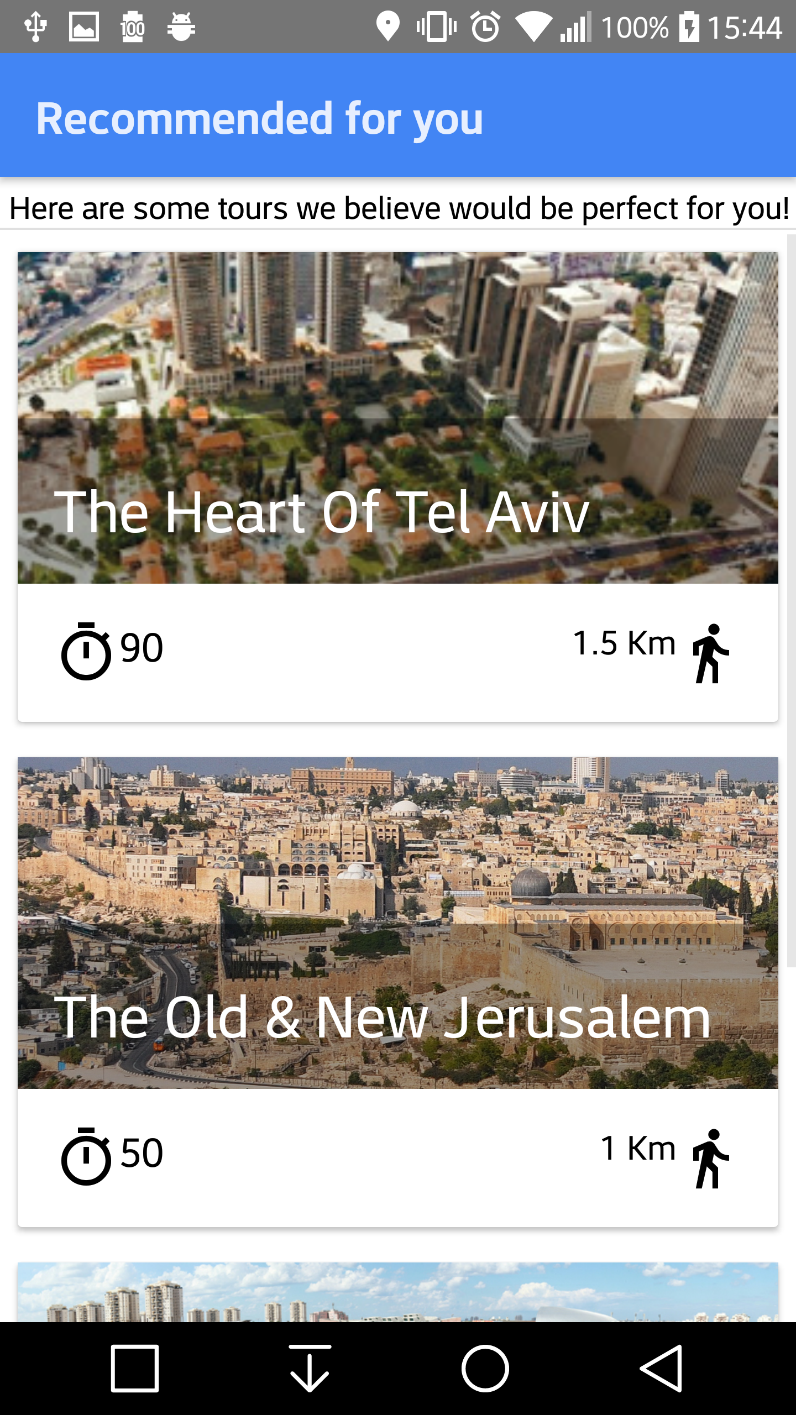 100 100% 15:44
Recommended for you
Here are some tours we believe would be perfect for you!
The Heart Of Tel Aviv
90 1.5 Km
The Old & New Jerusalem
50 1 Km